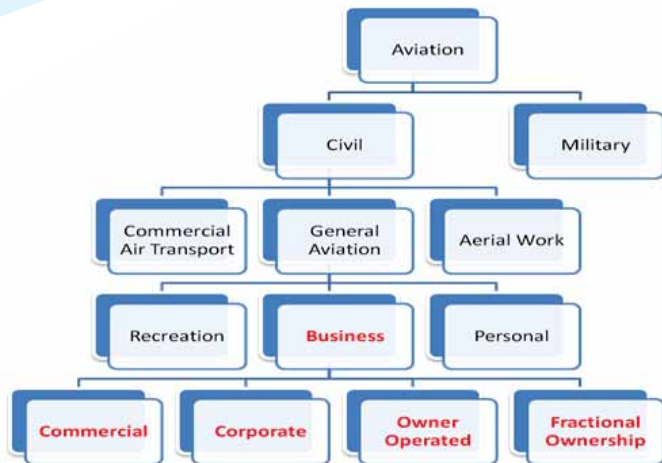 Aviation
Civil
Military
Commercial
Air Transport
General
Aviation
Aerial Work
Recreation
Business
Personal
Commercial
Corporate
Owner
Operated
Fractional
Ownership